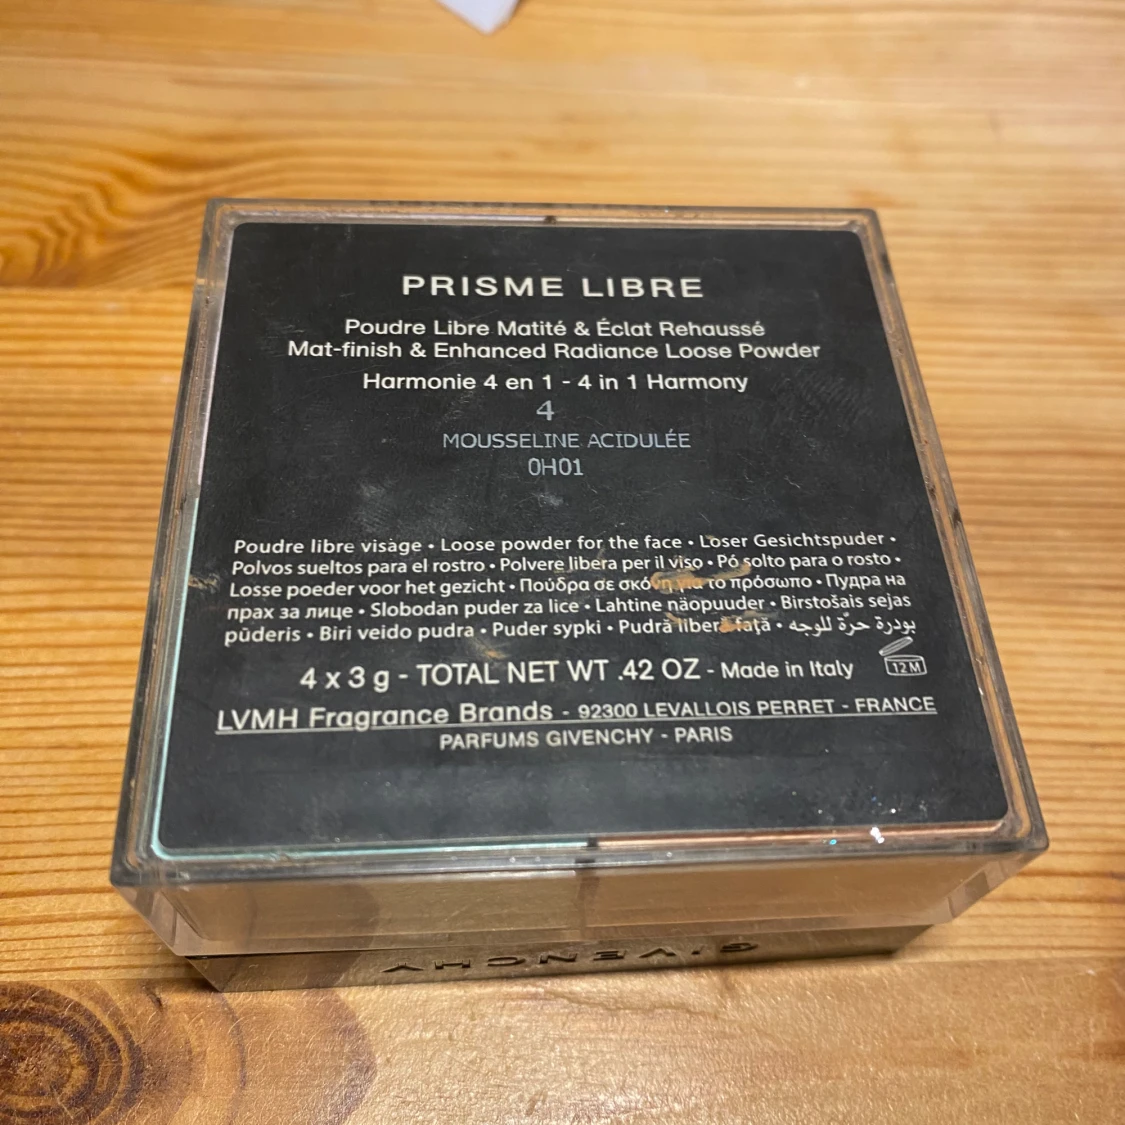 PRISME LIBRE
Poudre Libre Matité & Éclat Rehaussé
Mat-finish & Enhanced Radiance Loose Powder
Harmonie 4 en 1 - 4 in 1 Harmony
4
MOUSSELINE ACIDULÉE
0H01
Poudre libre visage • Loose powder for the face • Loser Gesichtspuder •
Polvos sueltos para el rostro • Polvere libera per il viso • Pó solto para o rosto •
Losse poeder voor het gezicht • Πούδρα σε σκόνη για το πρόσωπο • Пудра на
прах за лице • Slobodan puder za lice • Lahtine näopuuder • Birstošais sejas
pūderis • Biri veido pudra • Puder sypki • Pudră liberă față • بودرة حرّة للوجه
12 M
4 x 3 g - TOTAL NET WT .42 OZ - Made in Italy
LVMH Fragrance Brands - 92300 LEVALLOIS PERRET - FRANCE
PARFUMS GIVENCHY - PARIS
GIVENCHY